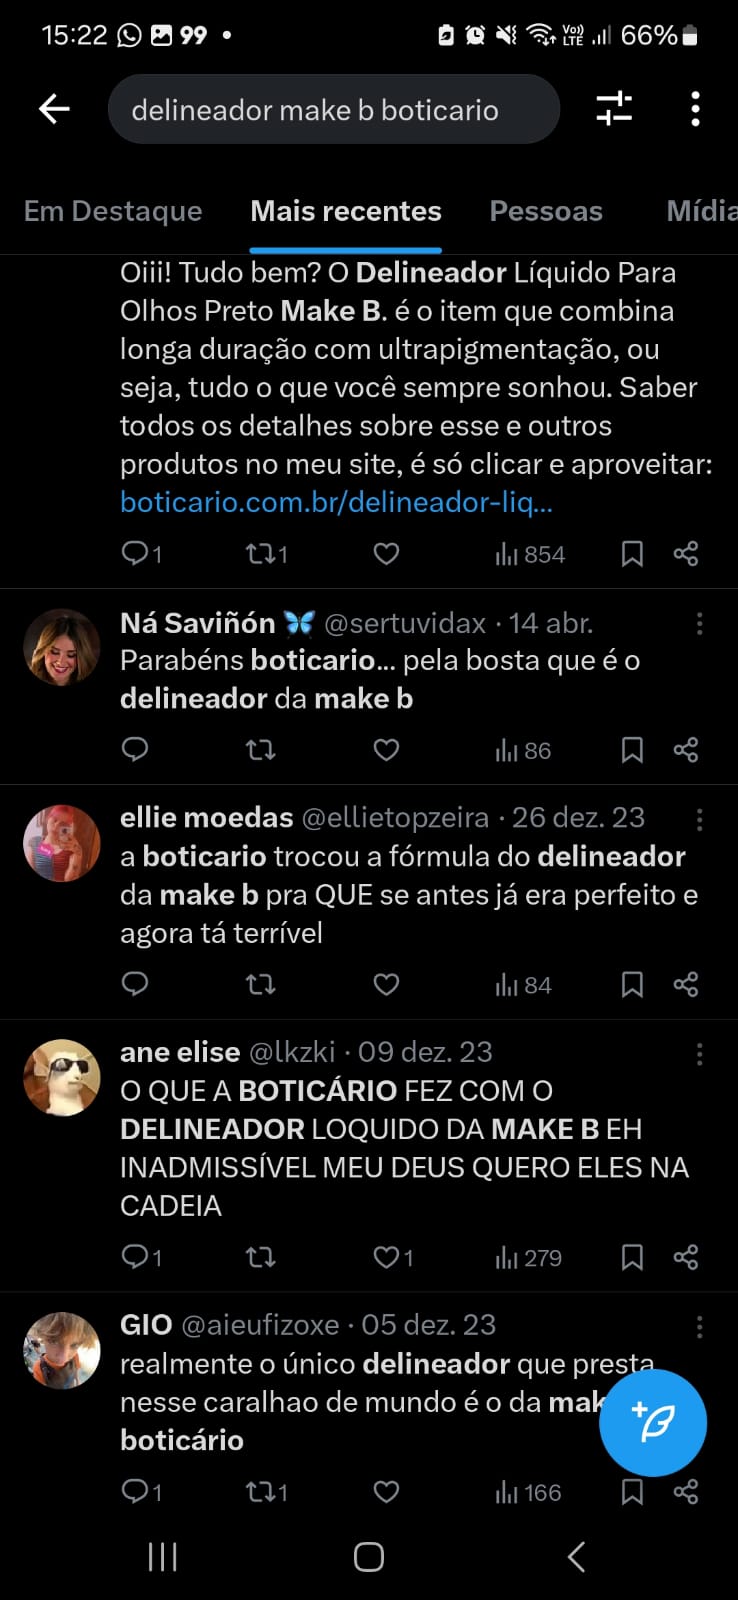 15:22 99 •
Vo)) LTE 66%
delineador make b boticario
Em Destaque Mais recentes Pessoas Mídia
Oiii! Tudo bem? O Delineador Líquido Para
Olhos Preto Make B. é o item que combina
longa duração com ultrapigmentação, ou
seja, tudo o que você sempre sonhou. Saber
todos os detalhes sobre esse e outros
produtos no meu site, é só clicar e aproveitar:
boticario.com.br/delineador-liq...
1 1 854
Ná Saviñón 🦋 @sertuvidax · 14 abr.
Parabéns boticario... pela bosta que é o
delineador da make b
86
ellie moedas @ellietopzeira · 26 dez. 23
a boticario trocou a fórmula do delineador
da make b pra QUE se antes já era perfeito e
agora tá terrível
84
ane elise @lkzki · 09 dez. 23
O QUE A BOTICÁRIO FEZ COM O
DELINEADOR LOQUIDO DA MAKE B EH
INADMISSÍVEL MEU DEUS QUERO ELES NA
CADEIA
1 1 279
GIO @aieufizoxe · 05 dez. 23
realmente o único delineador que presta
nesse caralhao de mundo é o da mak
boticário
1 1 166